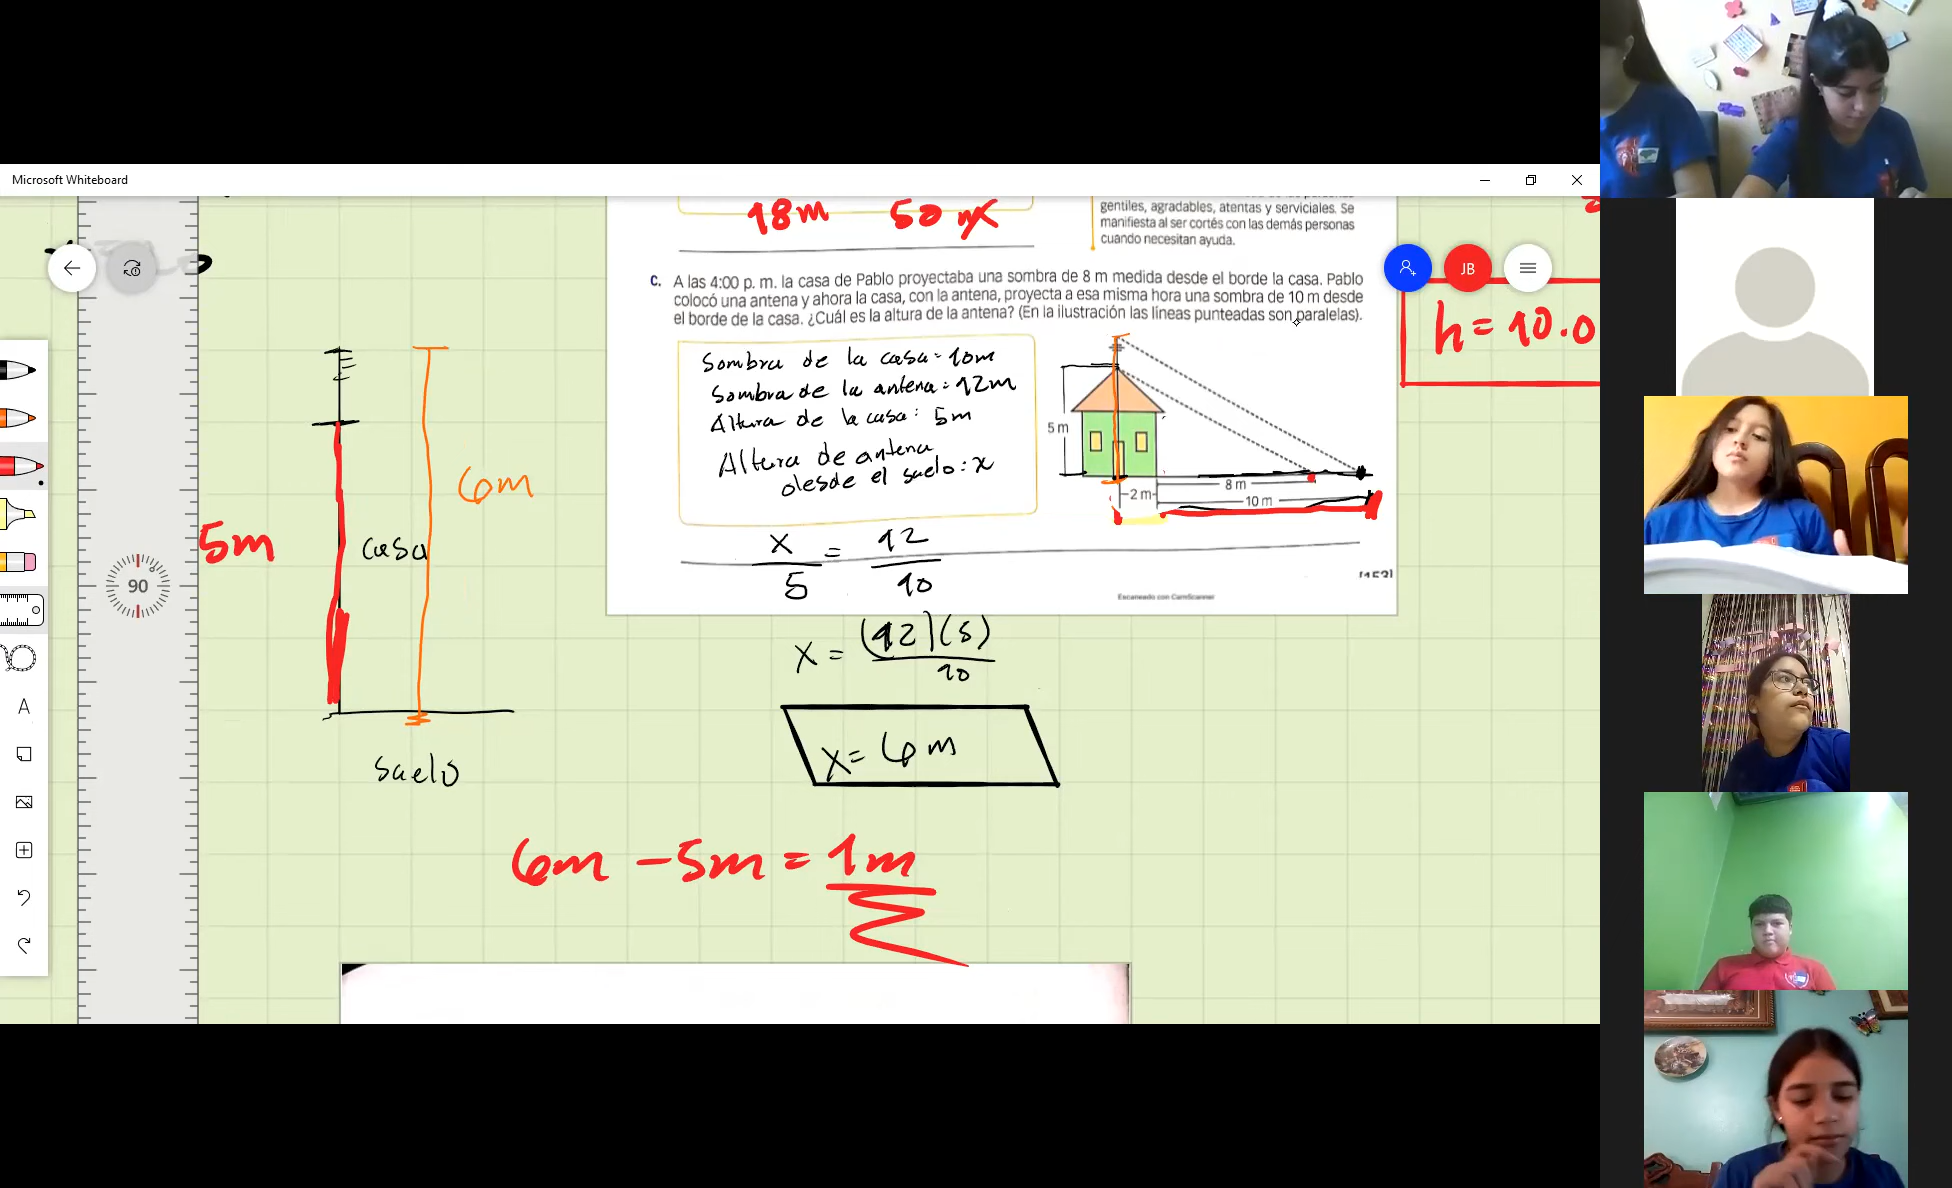 Microsoft Whiteboard
18m 50 m
gentiles, agradables, atentas y serviciales. Se
manifiesta al ser cortés con las demás personas
cuando necesitan ayuda.
JB
c. A las 4:00 p. m. la casa de Pablo proyectaba una sombra de 8 m medida desde el borde la casa. Pablo
colocó una antena y ahora la casa, con la antena, proyecta a esa misma hora una sombra de 10 m desde
el borde de la casa. ¿Cuál es la altura de la antena? (En la ilustración las líneas punteadas son paralelas).
h = 10.0
Sombra de la casa = 10m
Sombra de la antena = 12m
Altura de la casa: 5m
Altura de antena
desde el suelo: x
5 m
2 m
8 m
10 m
6m
5m
casa
90
x/5 = 12/10
Escaneado con CamScanner
x = (12)(5)/10
x = 6m
suelo
6m - 5m = 1m
A